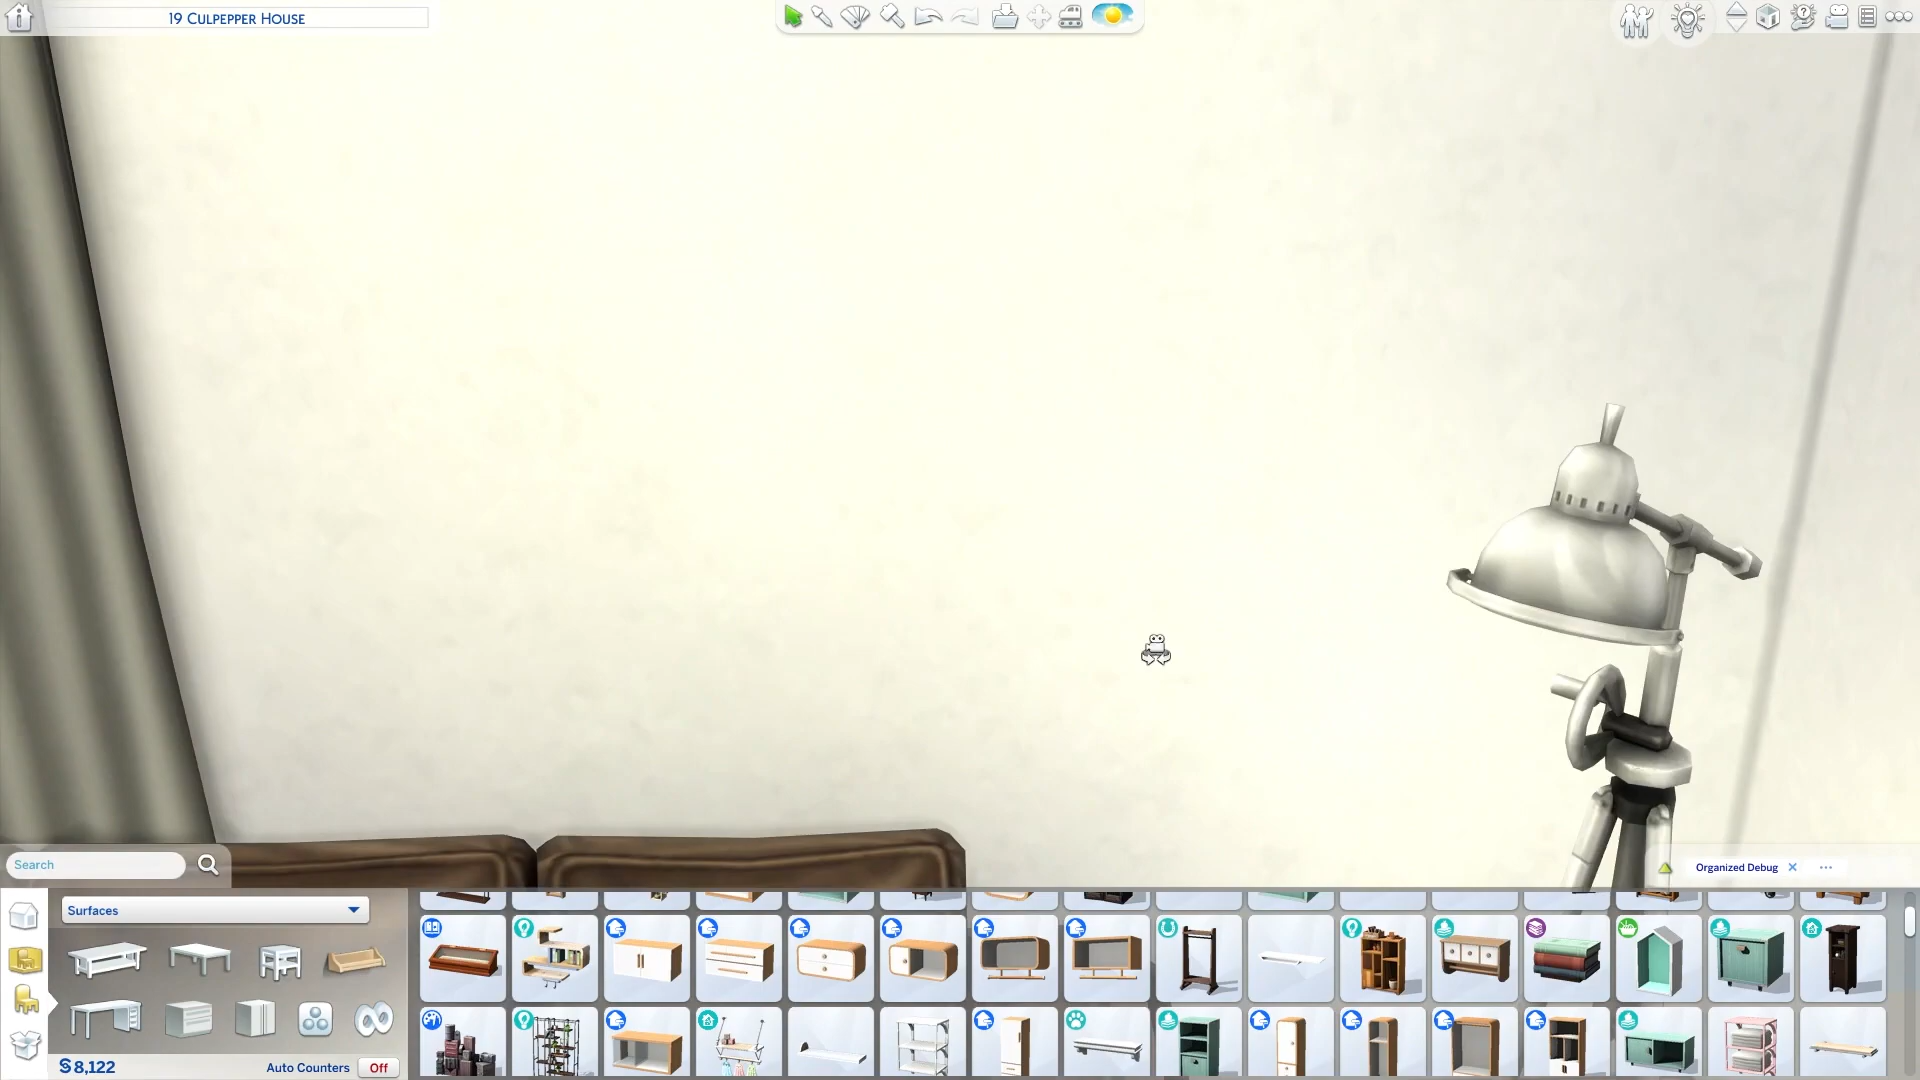 19 Culpepper House
Search
Organized Debug
Surfaces
§8,122
Auto Counters
Off